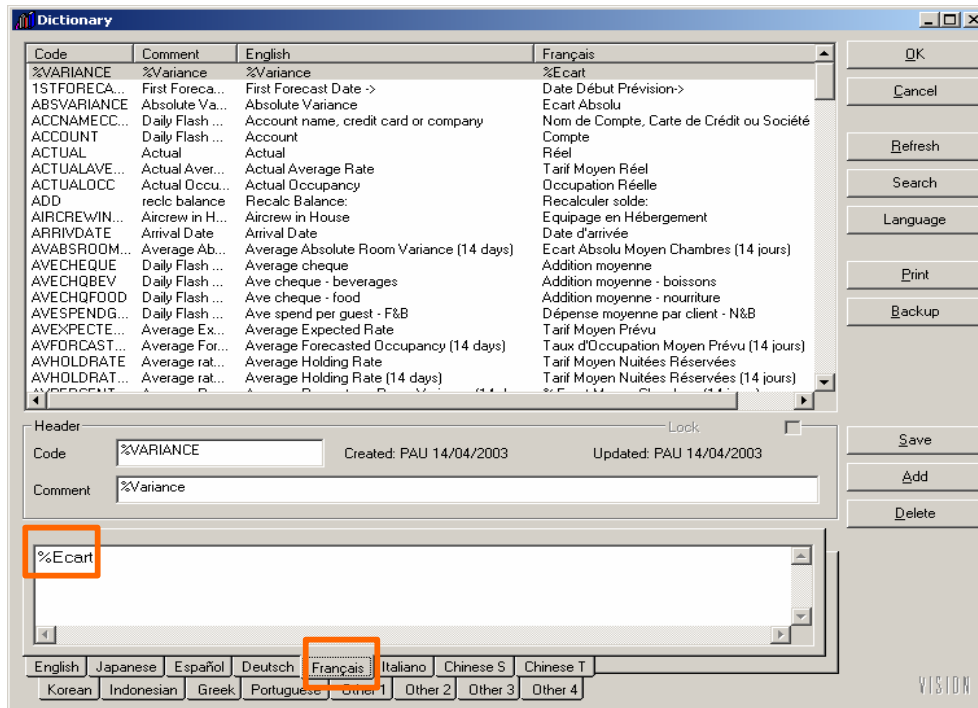 Dictionary
Code Comment English Français
%VARIANCE %Variance %Variance %Ecart
1STFORECA... First Foreca... First Forecast Date -> Date Début Prévision->
ABSVARIANCE Absolute Va... Absolute Variance Ecart Absolu
ACCNAMECC... Daily Flash ... Account name, credit card or company Nom de Compte, Carte de Crédit ou Société
ACCOUNT Daily Flash ... Account Compte
ACTUAL Actual Actual Réel
ACTUALAVE... Actual Aver... Actual Average Rate Tarif Moyen Réel
ACTUALOCC Actual Occu... Actual Occupancy Occupation Réelle
ADD reclc balance Recalc Balance: Recalculer solde:
AIRCREWIN... Aircrew in H... Aircrew in House Equipage en Hébergement
ARRIVDATE Arrival Date Arrival Date Date d'arrivée
AVABSROOM... Average Ab... Average Absolute Room Variance (14 days) Ecart Absolu Moyen Chambres (14 jours)
AVECHEQUE Daily Flash ... Average cheque Addition moyenne
AVECHQBEV Daily Flash ... Ave cheque - beverages Addition moyenne - boissons
AVECHQFOOD Daily Flash ... Ave cheque - food Addition moyenne - nourriture
AVESPENDG... Daily Flash ... Ave spend per guest - F&B Dépense moyenne par client - N&B
AVEXPECTE... Average Ex... Average Expected Rate Tarif Moyen Prévu
AVFORCAST... Average For... Average Forecasted Occupancy (14 days) Taux d'Occupation Moyen Prévu (14 jours)
AVHOLDRATE Average rat... Average Holding Rate Tarif Moyen Nuitées Réservées
AVHOLDRAT... Average rat... Average Holding Rate (14 days) Tarif Moyen Nuitées Réservées (14 jours)
OK
Cancel
Refresh
Search
Language
Print
Backup
Save
Add
Delete
Header Lock
Code %VARIANCE Created: PAU 14/04/2003 Updated: PAU 14/04/2003
Comment %Variance
%Ecart
English Japanese Español Deutsch Français Italiano Chinese S Chinese T
Korean Indonesian Greek Portuguese Other 1 Other 2 Other 3 Other 4
VISION